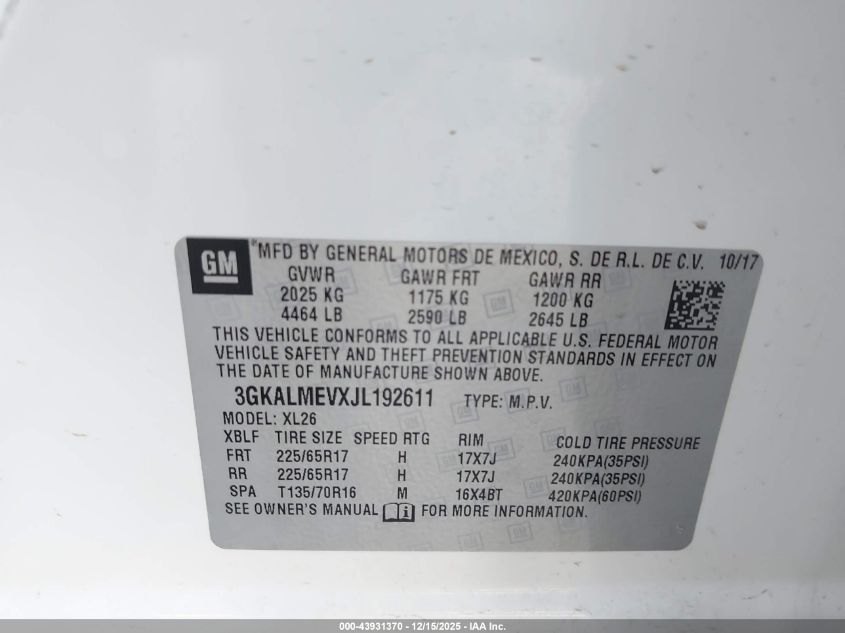 GM *MFD BY GENERAL MOTORS DE MEXICO, S. DE R.L. DE C.V. 10/17
GVWR GAWR FRT GAWR RR
2025 KG 1175 KG 1200 KG
4464 LB 2590 LB 2645 LB
THIS VEHICLE CONFORMS TO ALL APPLICABLE U.S. FEDERAL MOTOR
VEHICLE SAFETY AND THEFT PREVENTION STANDARDS IN EFFECT ON
THE DATE OF MANUFACTURE SHOWN ABOVE.
3GKALMEVXJL192611 TYPE: M.P.V.
MODEL: XL26
XBLF TIRE SIZE SPEED RTG RIM COLD TIRE PRESSURE
FRT 225/65R17 H 17X7J 240KPA(35PSI)
RR 225/65R17 H 17X7J 240KPA(35PSI)
SPA T135/70R16 M 16X4BT 420KPA(60PSI)
SEE OWNER'S MANUAL i FOR MORE INFORMATION.
000-43931370 - 12/15/2025 - IAA Inc.